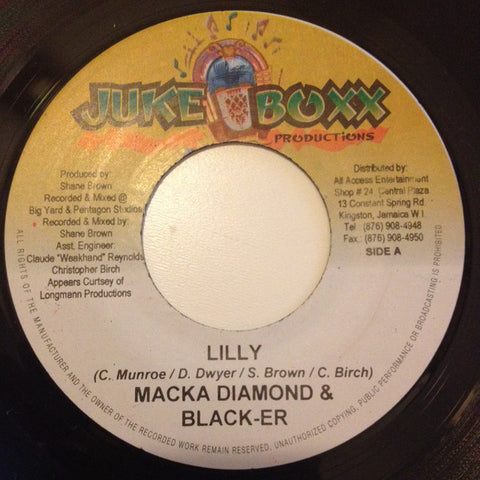 JUKE BOXX
PRODUCTIONS
Produced by:
Shane Brown
Recorded & Mixed @
Big Yard & Pentagon Studios
Recorded & Mixed by:
Shane Brown
Asst. Engineer:
Claude "Weakhand" Reynolds
Christopher Birch
Appears Curtsey of
Longmann Productions
Distributed by:
All Access Entertainment
Shop # 24, Central Plaza
13 Constant Spring Rd
Kingston, Jamaica W.I.
Tel: (876) 908-4948
Fax: (876) 908-4950
SIDE A
LILLY
(C. Munroe / D. Dwyer / S. Brown / C. Birch)
MACKA DIAMOND &
BLACK-ER
ALL RIGHTS OF THE MANUFACTURER AND THE OWNER OF THE RECORDED WORK REMAIN RESERVED. UNAUTHORIZED COPYING, PUBLIC PERFORMANCE OR BROADCASTING IS PROHIBITED